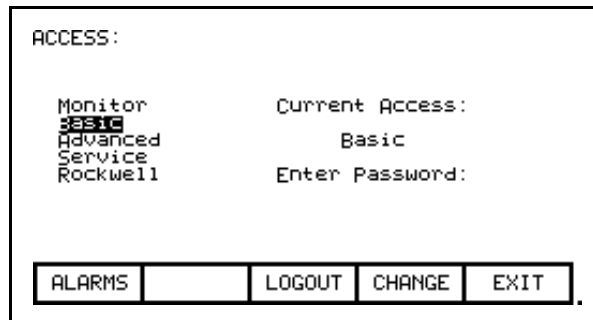 ACCESS:
Monitor
Basic
Advanced
Service
Rockwell
Current Access:
Basic
Enter Password:
ALARMS LOGOUT CHANGE EXIT